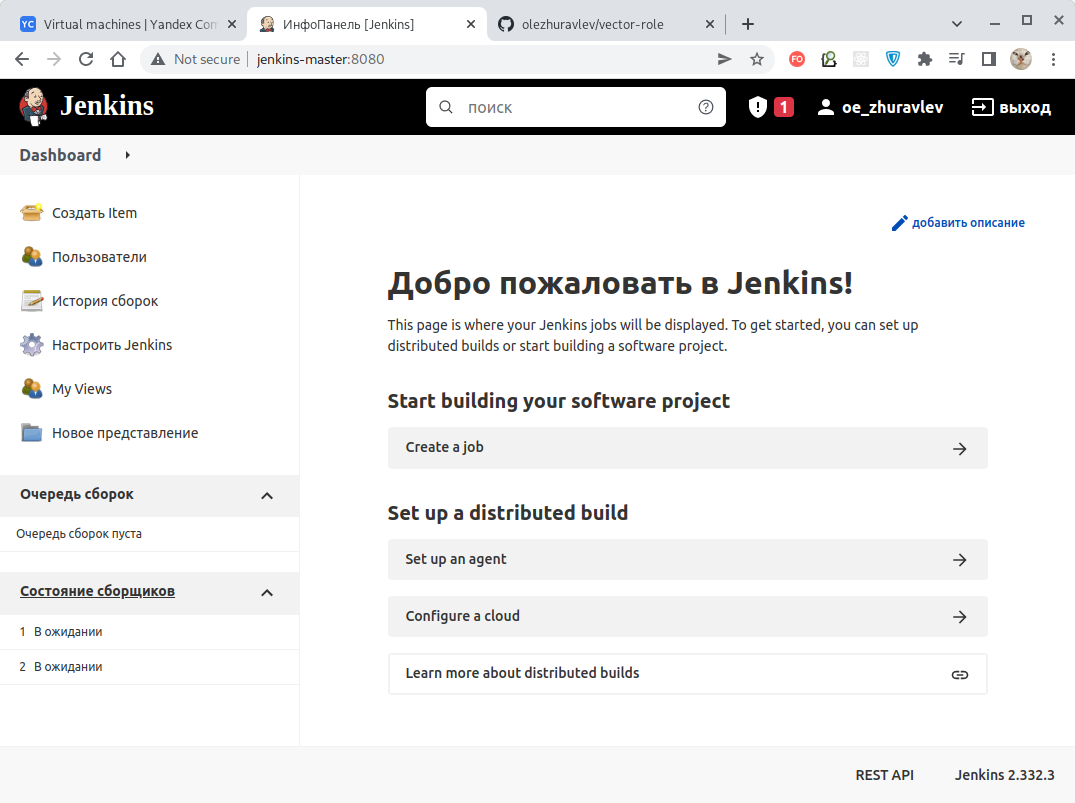 YC Virtual machines | Yandex Con
ИнфоПанель [Jenkins]
olezhuravlev/vector-role
Not secure
jenkins-master:8080
FO
Jenkins
поиск
1
oe_zhuravlev
выход
Dashboard
Создать Item
Пользователи
История сборок
Настроить Jenkins
My Views
Новое представление
Очередь сборок
Очередь сборок пуста
Состояние сборщиков
1 В ожидании
2 В ожидании
добавить описание
Добро пожаловать в Jenkins!
This page is where your Jenkins jobs will be displayed. To get started, you can set up
distributed builds or start building a software project.
Start building your software project
Create a job
Set up a distributed build
Set up an agent
Configure a cloud
Learn more about distributed builds
REST API
Jenkins 2.332.3